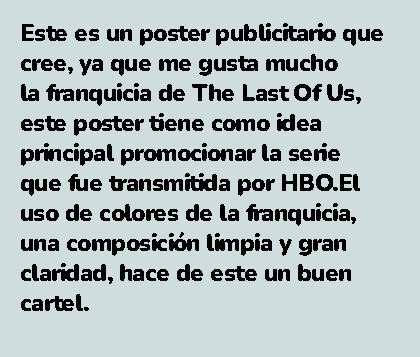 Este es un poster publicitario que
cree, ya que me gusta mucho
la franquicia de The Last Of Us,
este poster tiene como idea
principal promocionar la serie
que fue transmitida por HBO.El
uso de colores de la franquicia,
una composición limpia y gran
claridad, hace de este un buen
cartel.